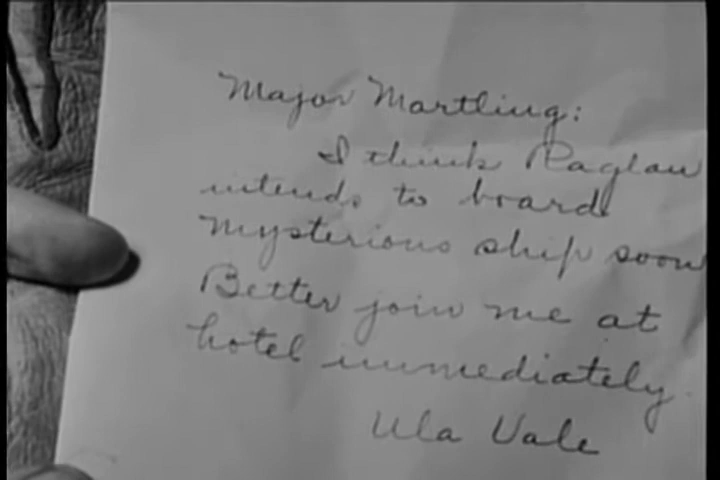 Major Martling:
I think Raglan
intends to board
mysterious ship soon
Better join me at
hotel immediately.
Ula Vale